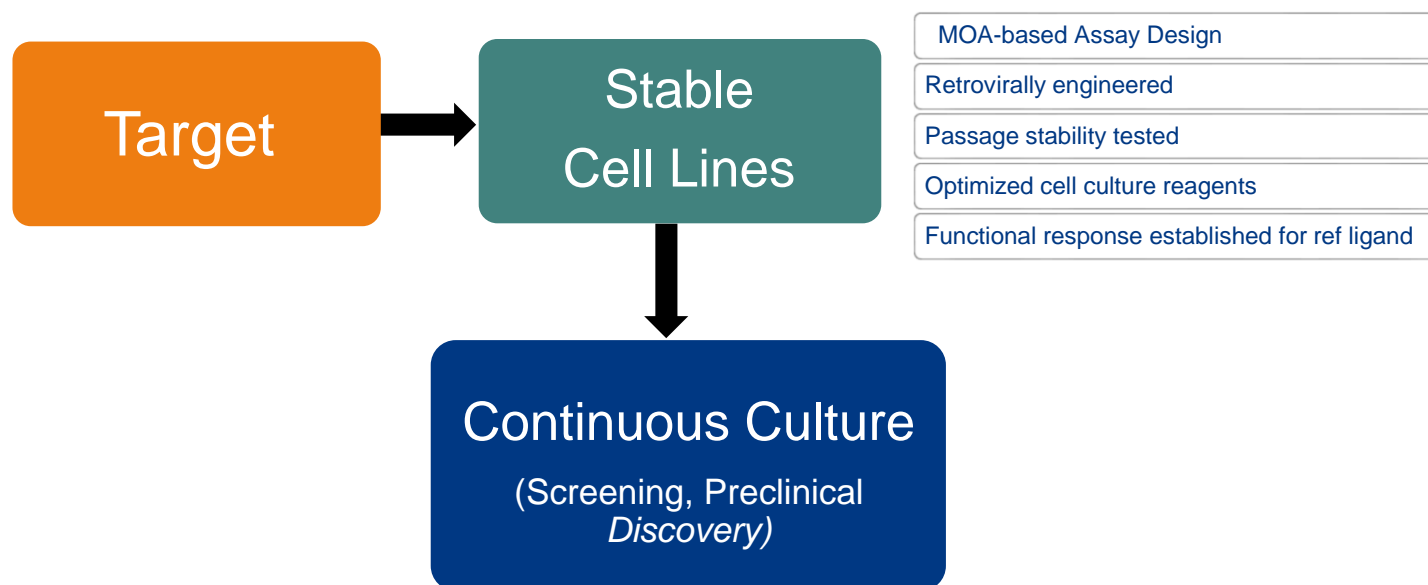 Target
Stable
Cell Lines
MOA-based Assay Design
Retrovirally engineered
Passage stability tested
Optimized cell culture reagents
Functional response established for ref ligand
Continuous Culture
(Screening, Preclinical
Discovery)